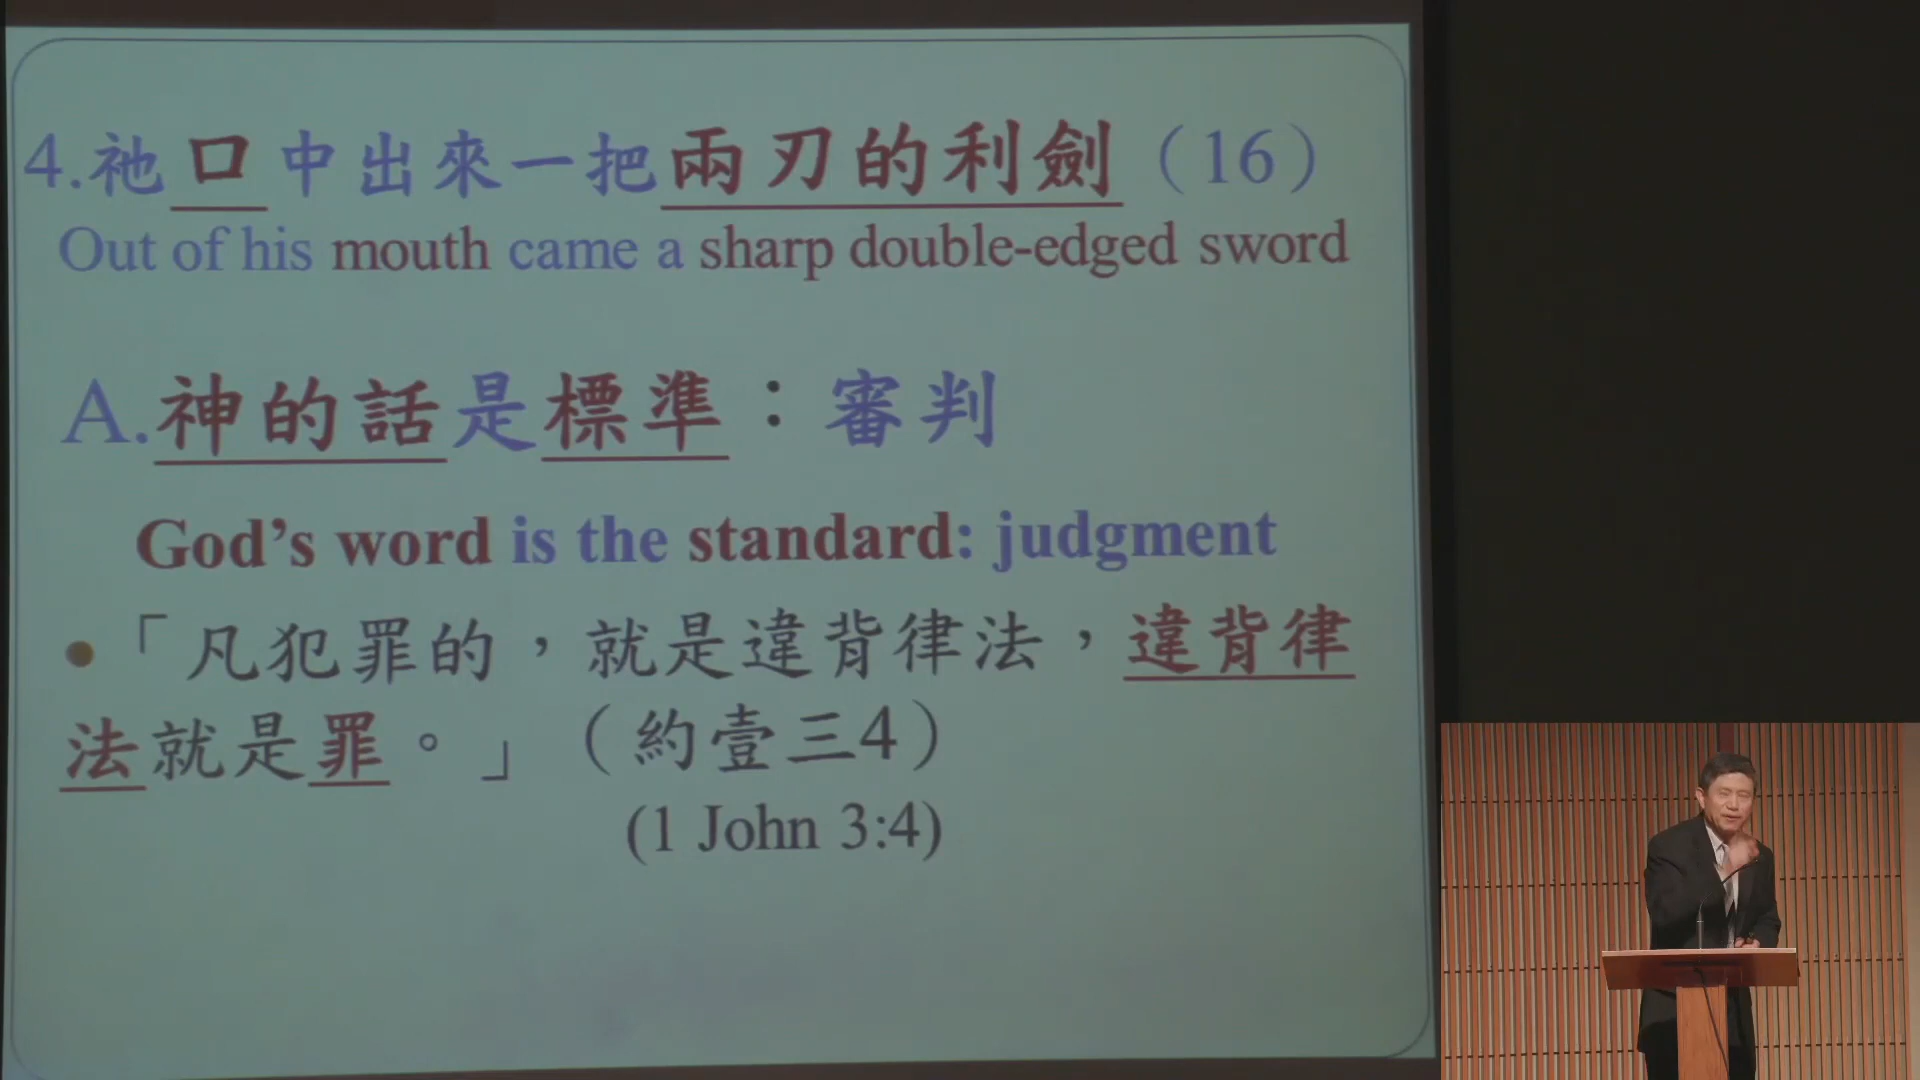 4.祂口中出來一把兩刃的利劍（16）
Out of his mouth came a sharp double-edged sword
A.神的話是標準：審判
God's word is the standard: judgment
•「凡犯罪的，就是違背律法，違背律
法就是罪。」（約壹三4）
(1 John 3:4)